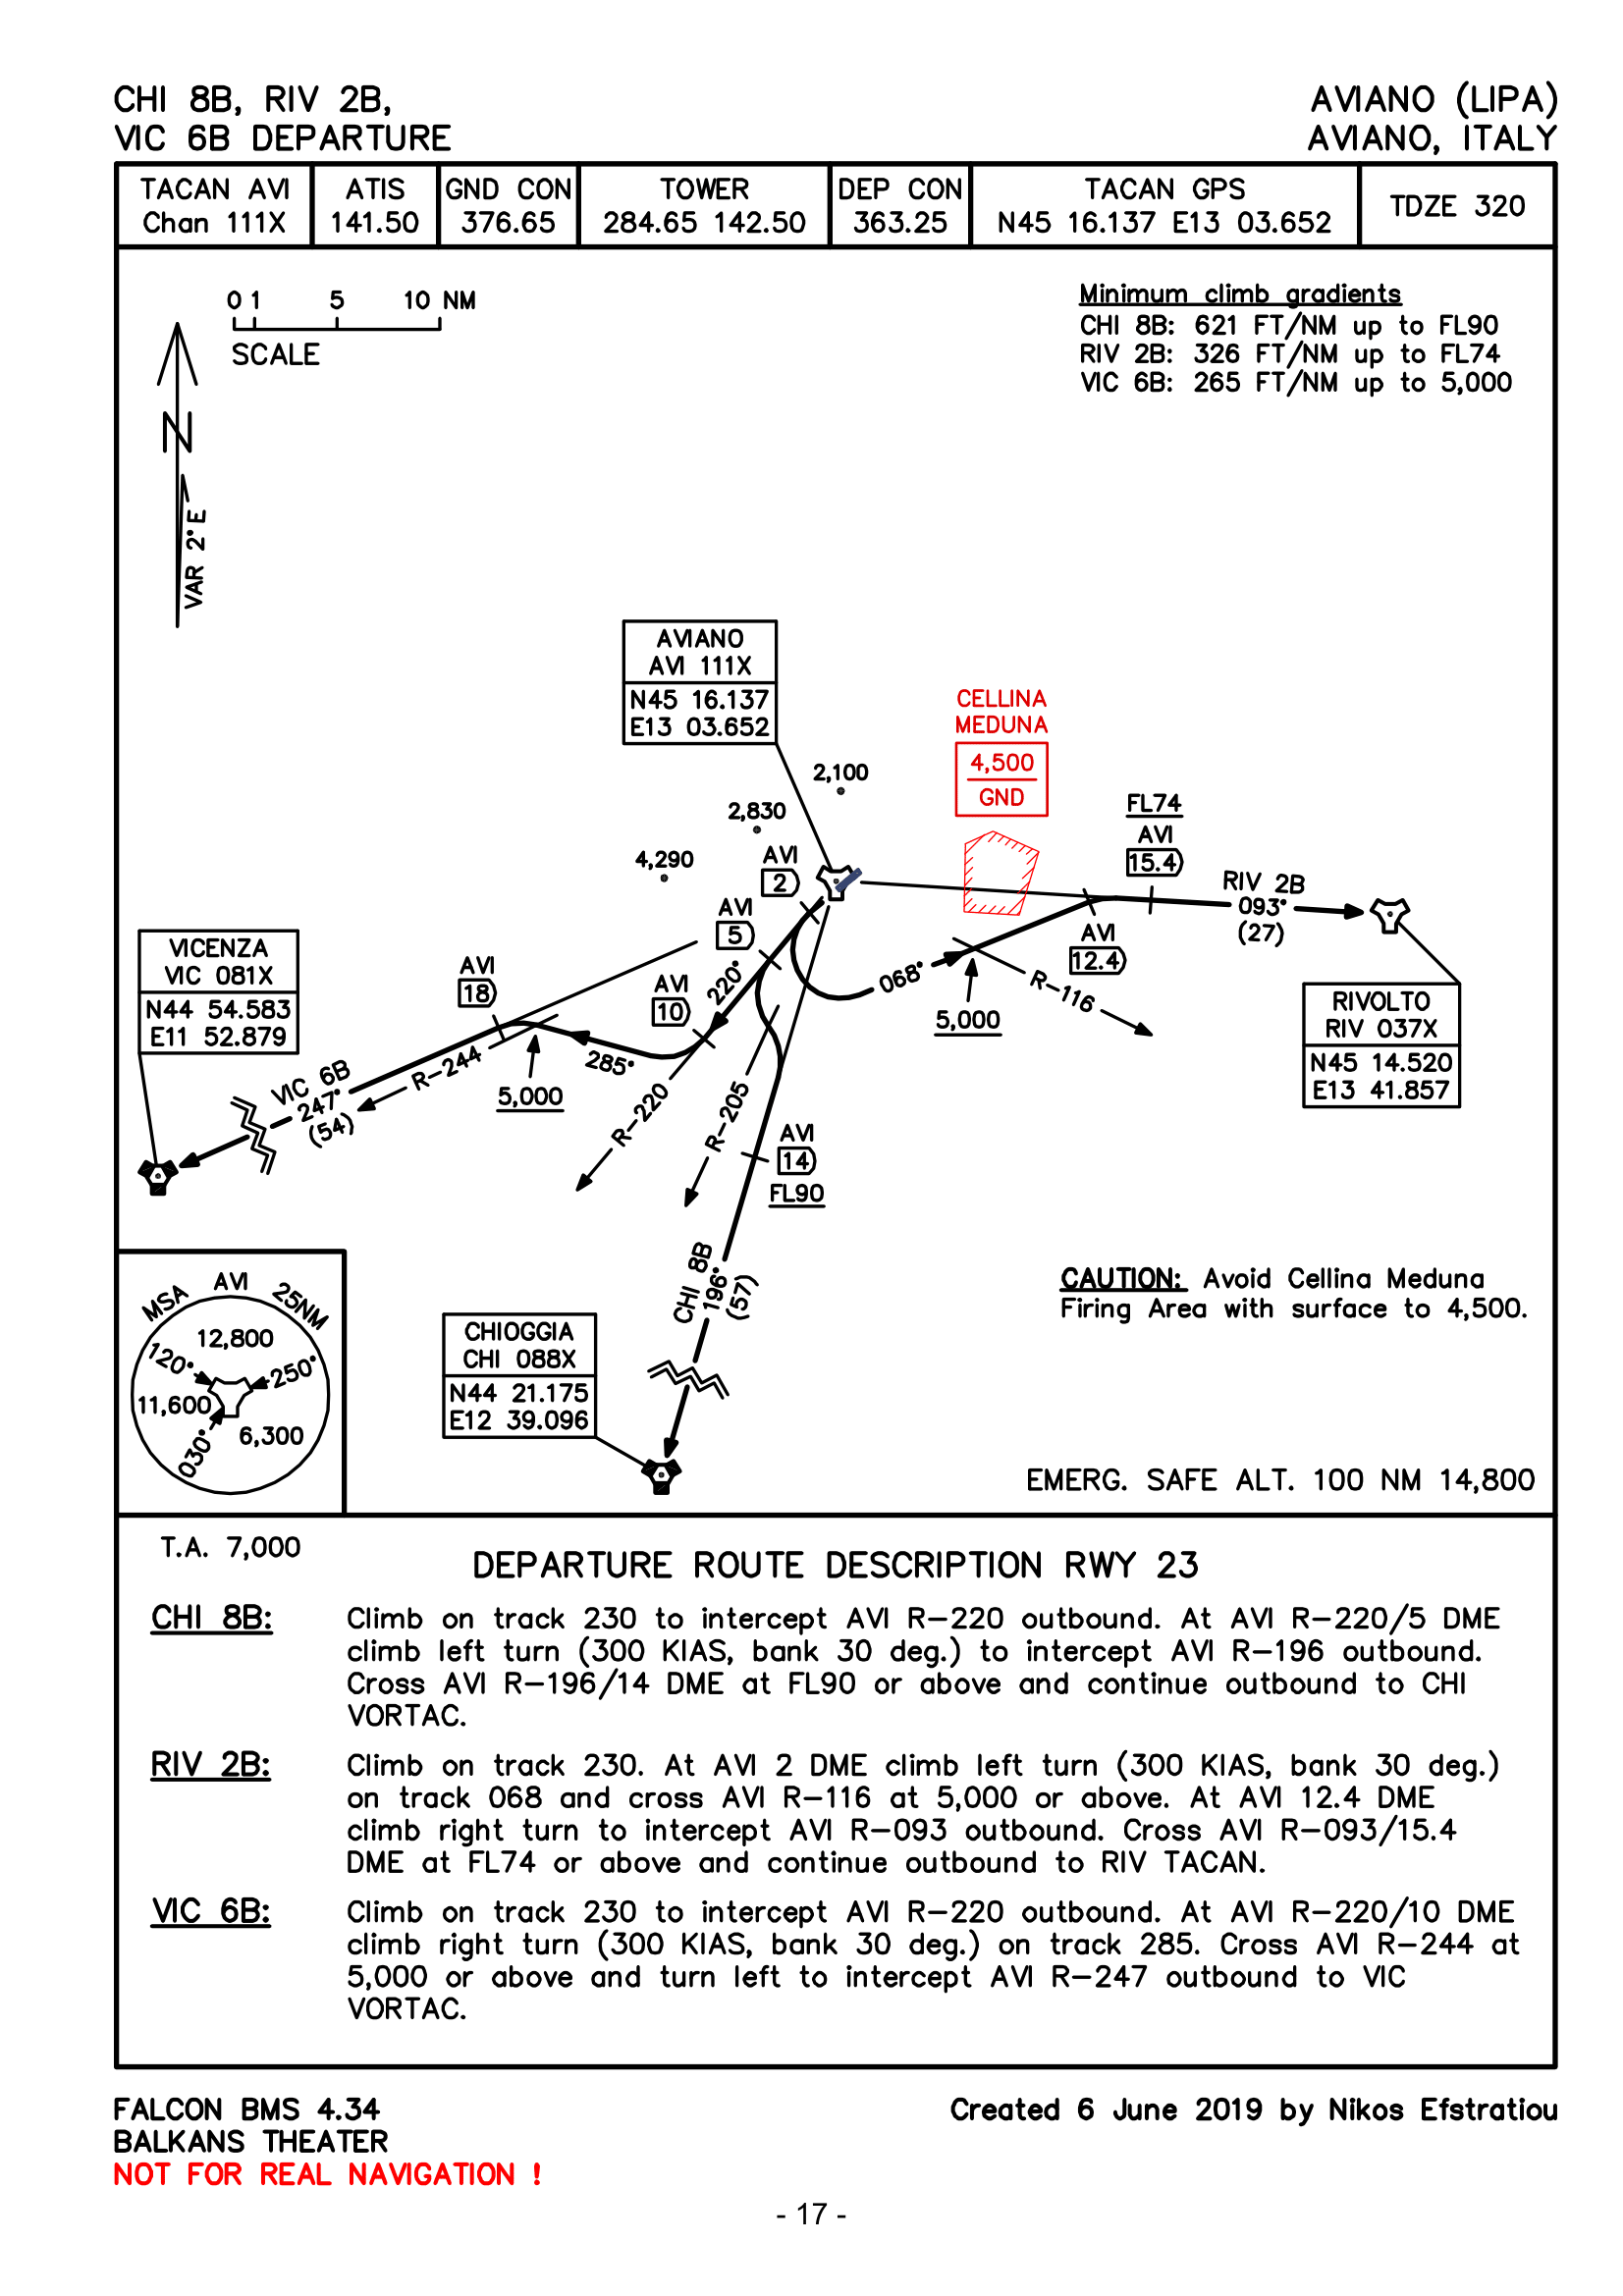 CHI 8B, RIV 2B,
VIC 6B DEPARTURE
AVIANO (LIPA)
AVIANO, ITALY
TACAN AVI
Chan 111X
ATIS
141.50
GND CON
376.65
TOWER
284.65 142.50
DEP CON
363.25
TACAN GPS
N45 16.137 E13 03.652
TDZE 320
0 1 5 10 NM
SCALE
Minimum climb gradients
CHI 8B: 621 FT/NM up to FL90
RIV 2B: 326 FT/NM up to FL74
VIC 6B: 265 FT/NM up to 5,000
N
VAR 2°E
AVIANO
AVI 111X
N45 16.137
E13 03.652
CELLINA
MEDUNA
4,500
GND
2,100
2,830
4,290
FL74
AVI
15.4
AVI
2
AVI
5
RIV 2B
093°
(27)
AVI
12.4
068°
R-116
5,000
220°
AVI
10
AVI
18
VICENZA
VIC 081X
N44 54.583
E11 52.879
RIVOLTO
RIV 037X
N45 14.520
E13 41.857
285°
R-244
5,000
VIC 6B
247°
(54)
R-220
R-205
AVI
14
FL90
CHI 8B
196°
(57)
CAUTION: Avoid Cellina Meduna
Firing Area with surface to 4,500.
MSA AVI 25NM
12,800
120°
250°
11,600
6,300
030°
CHIOGGIA
CHI 088X
N44 21.175
E12 39.096
EMERG. SAFE ALT. 100 NM 14,800
T.A. 7,000
DEPARTURE ROUTE DESCRIPTION RWY 23
CHI 8B: Climb on track 230 to intercept AVI R-220 outbound. At AVI R-220/5 DME
climb left turn (300 KIAS, bank 30 deg.) to intercept AVI R-196 outbound.
Cross AVI R-196/14 DME at FL90 or above and continue outbound to CHI
VORTAC.
RIV 2B: Climb on track 230. At AVI 2 DME climb left turn (300 KIAS, bank 30 deg.)
on track 068 and cross AVI R-116 at 5,000 or above. At AVI 12.4 DME
climb right turn to intercept AVI R-093 outbound. Cross AVI R-093/15.4
DME at FL74 or above and continue outbound to RIV TACAN.
VIC 6B: Climb on track 230 to intercept AVI R-220 outbound. At AVI R-220/10 DME
climb right turn (300 KIAS, bank 30 deg.) on track 285. Cross AVI R-244 at
5,000 or above and turn left to intercept AVI R-247 outbound to VIC
VORTAC.
FALCON BMS 4.34
BALKANS THEATER
NOT FOR REAL NAVIGATION !
Created 6 June 2019 by Nikos Efstratiou
- 17 -